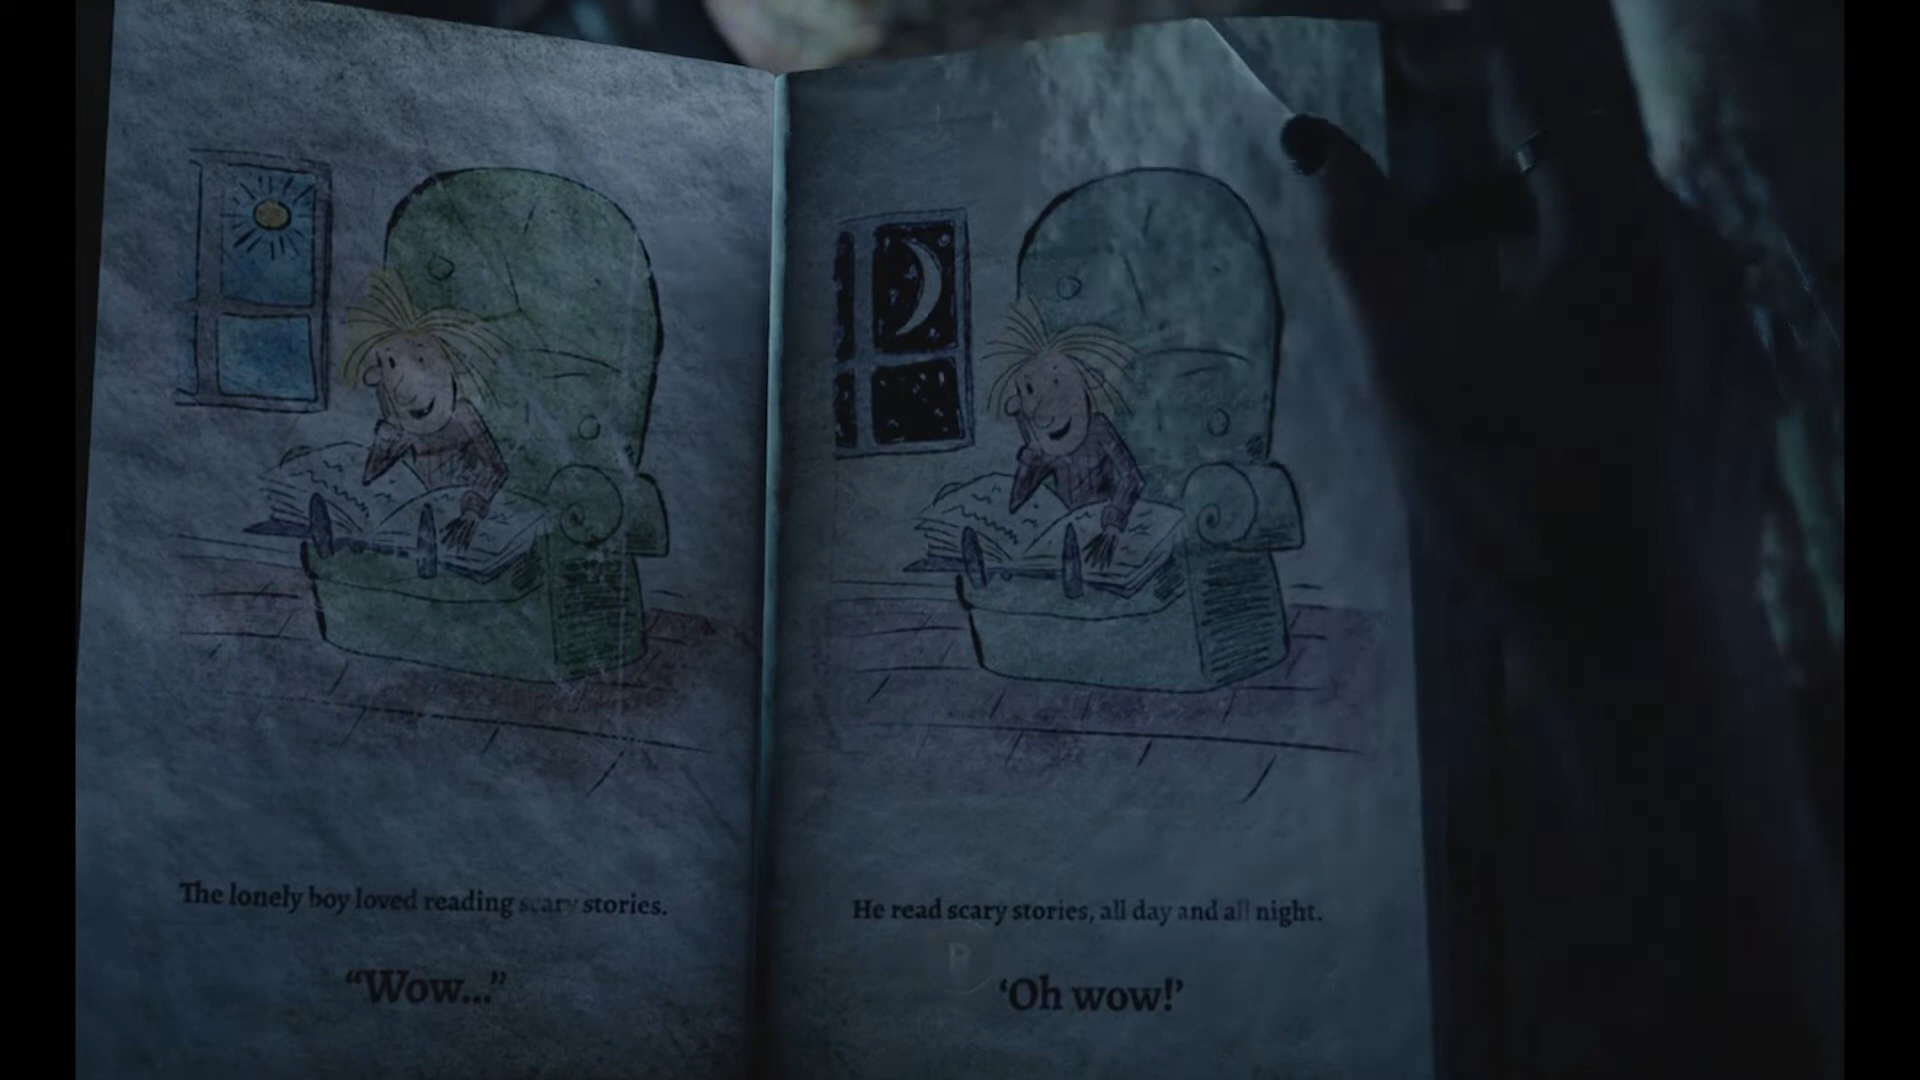 The lonely boy loved reading scary stories.
“Wow...”
He read scary stories, all day and all night.
‘Oh wow!’